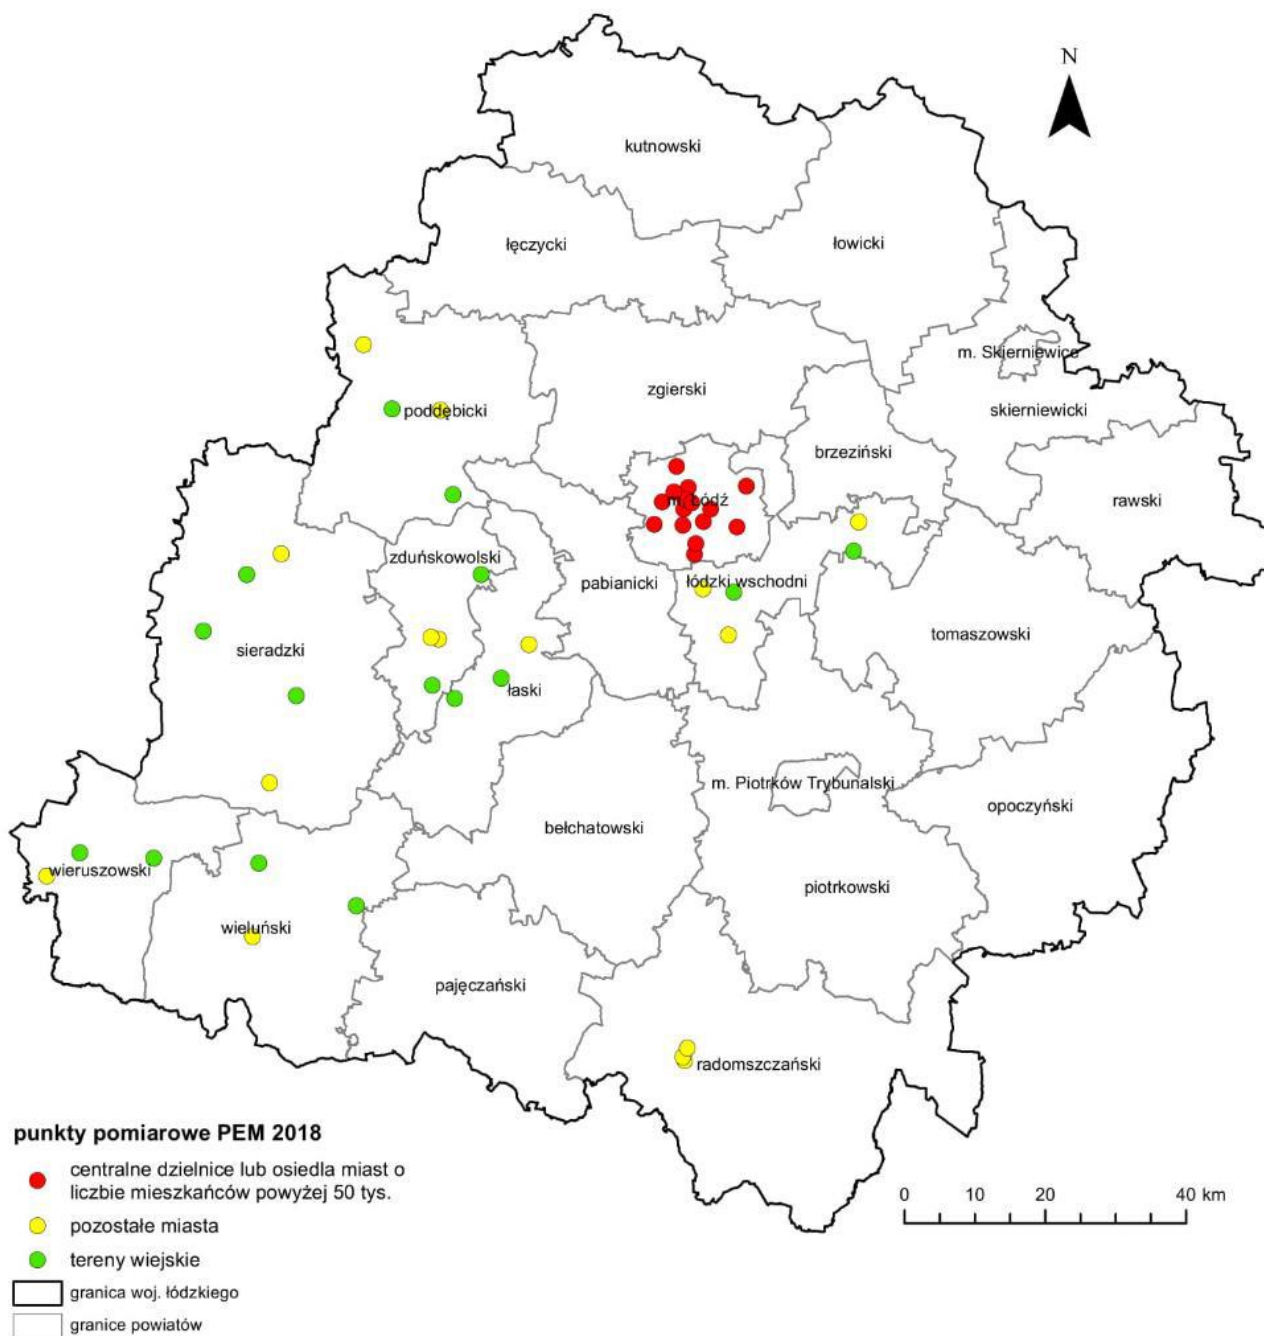 N
kutnowski
łęczycki
łowicki
m. Skierniewice
zgierski
poddębicki
skierniewicki
brzeziński
m. Łódź
rawski
zduńskowolski
pabianicki
łódzki wschodni
tomaszowski
sieradzki
łaski
m. Piotrków Trybunalski
opoczyński
bełchatowski
wieruszowski
piotrkowski
wieluński
pajęczański
radomszczański
punkty pomiarowe PEM 2018
centralne dzielnice lub osiedla miast o
liczbie mieszkańców powyżej 50 tys.
pozostałe miasta
tereny wiejskie
granica woj. łódzkiego
granice powiatów
0 10 20 40 km